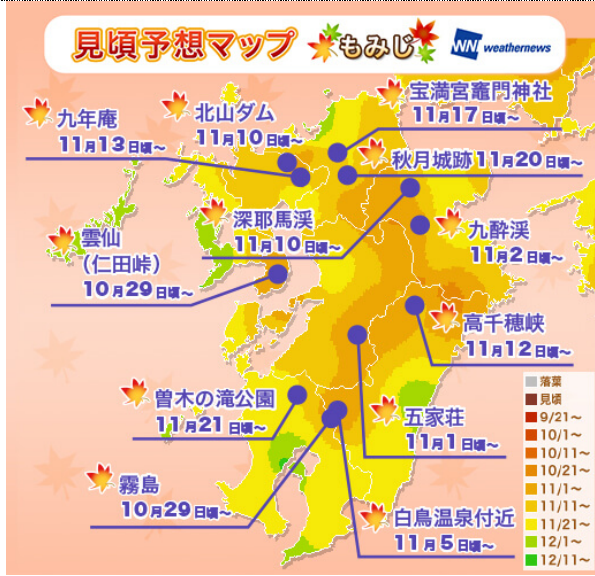 見頃予想マップ もみじ WN weathernews
宝満宮竈門神社
11月17日頃〜
北山ダム
11月10日頃〜
九年庵
11月13日頃〜
秋月城跡11月20日頃〜
深耶馬渓
11月10日頃〜
九酔渓
11月2日頃〜
雲仙
(仁田峠)
10月29日頃〜
高千穂峡
11月12日頃〜
曽木の滝公園
11月21日頃〜
五家荘
11月1日頃〜
霧島
10月29日頃〜
白鳥温泉付近
11月5日頃〜
落葉
見頃
9/21〜
10/1〜
10/11〜
10/21〜
11/1〜
11/11〜
11/21〜
12/1〜
12/11〜